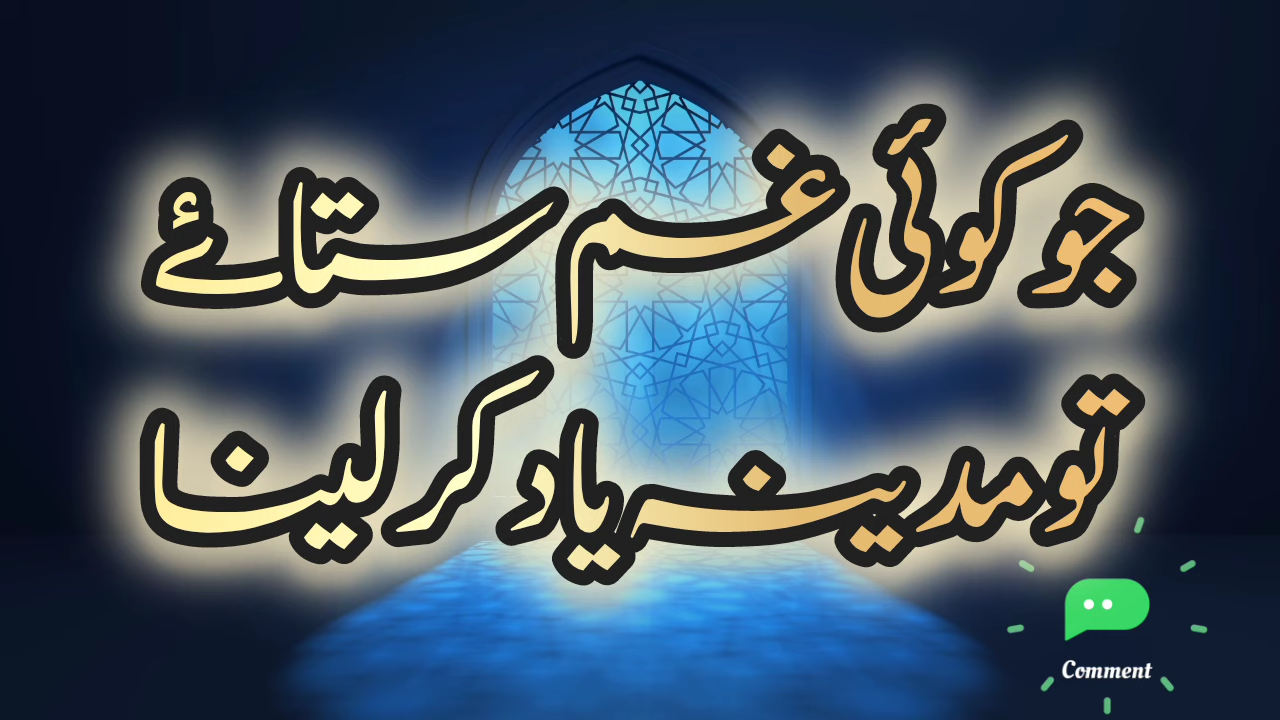 جو کوئی غم ستائے
تو مدینہ یاد کر لینا
Comment